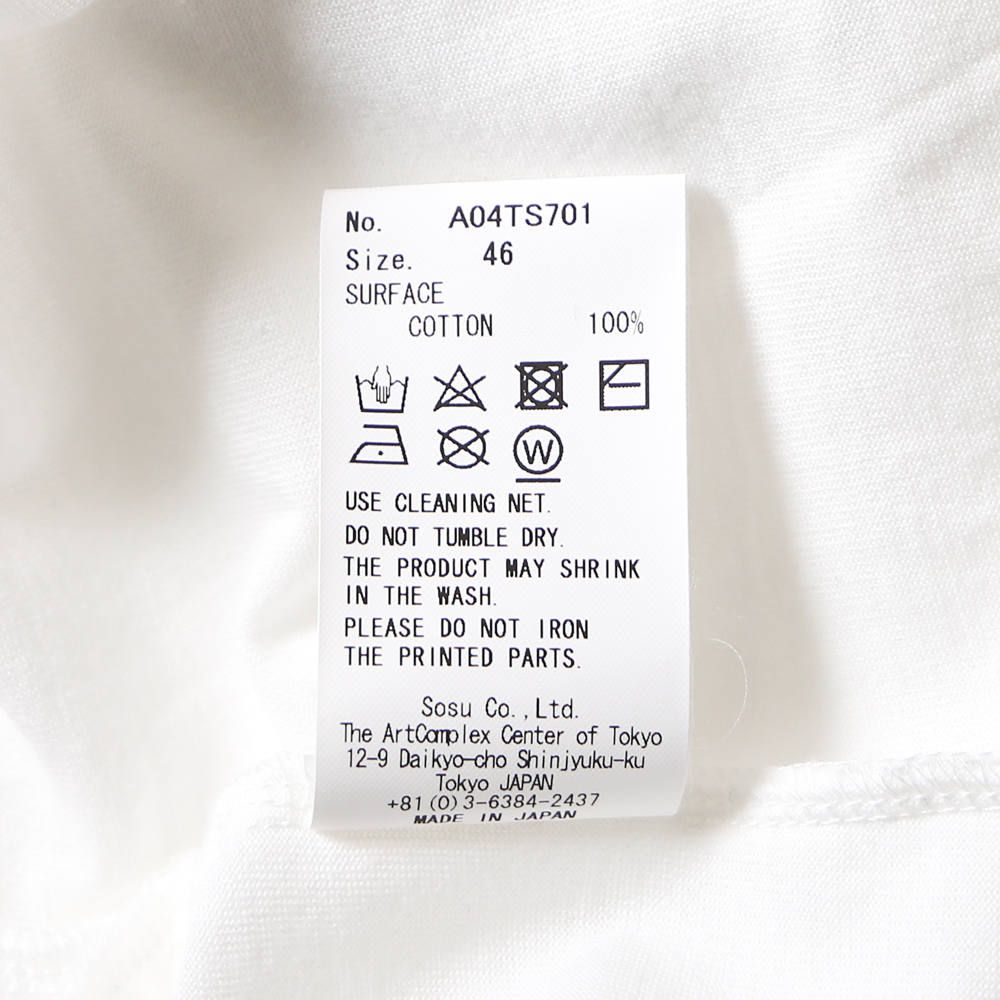 No. A04TS701
Size. 46
SURFACE
COTTON 100%
W
USE CLEANING NET.
DO NOT TUMBLE DRY.
THE PRODUCT MAY SHRINK
IN THE WASH.
PLEASE DO NOT IRON
THE PRINTED PARTS.
Sosu Co.,Ltd.
The ArtComplex Center of Tokyo
12-9 Daikyo-cho Shinjyuku-ku
Tokyo JAPAN
+81(0)3-6384-2437
MADE IN JAPAN